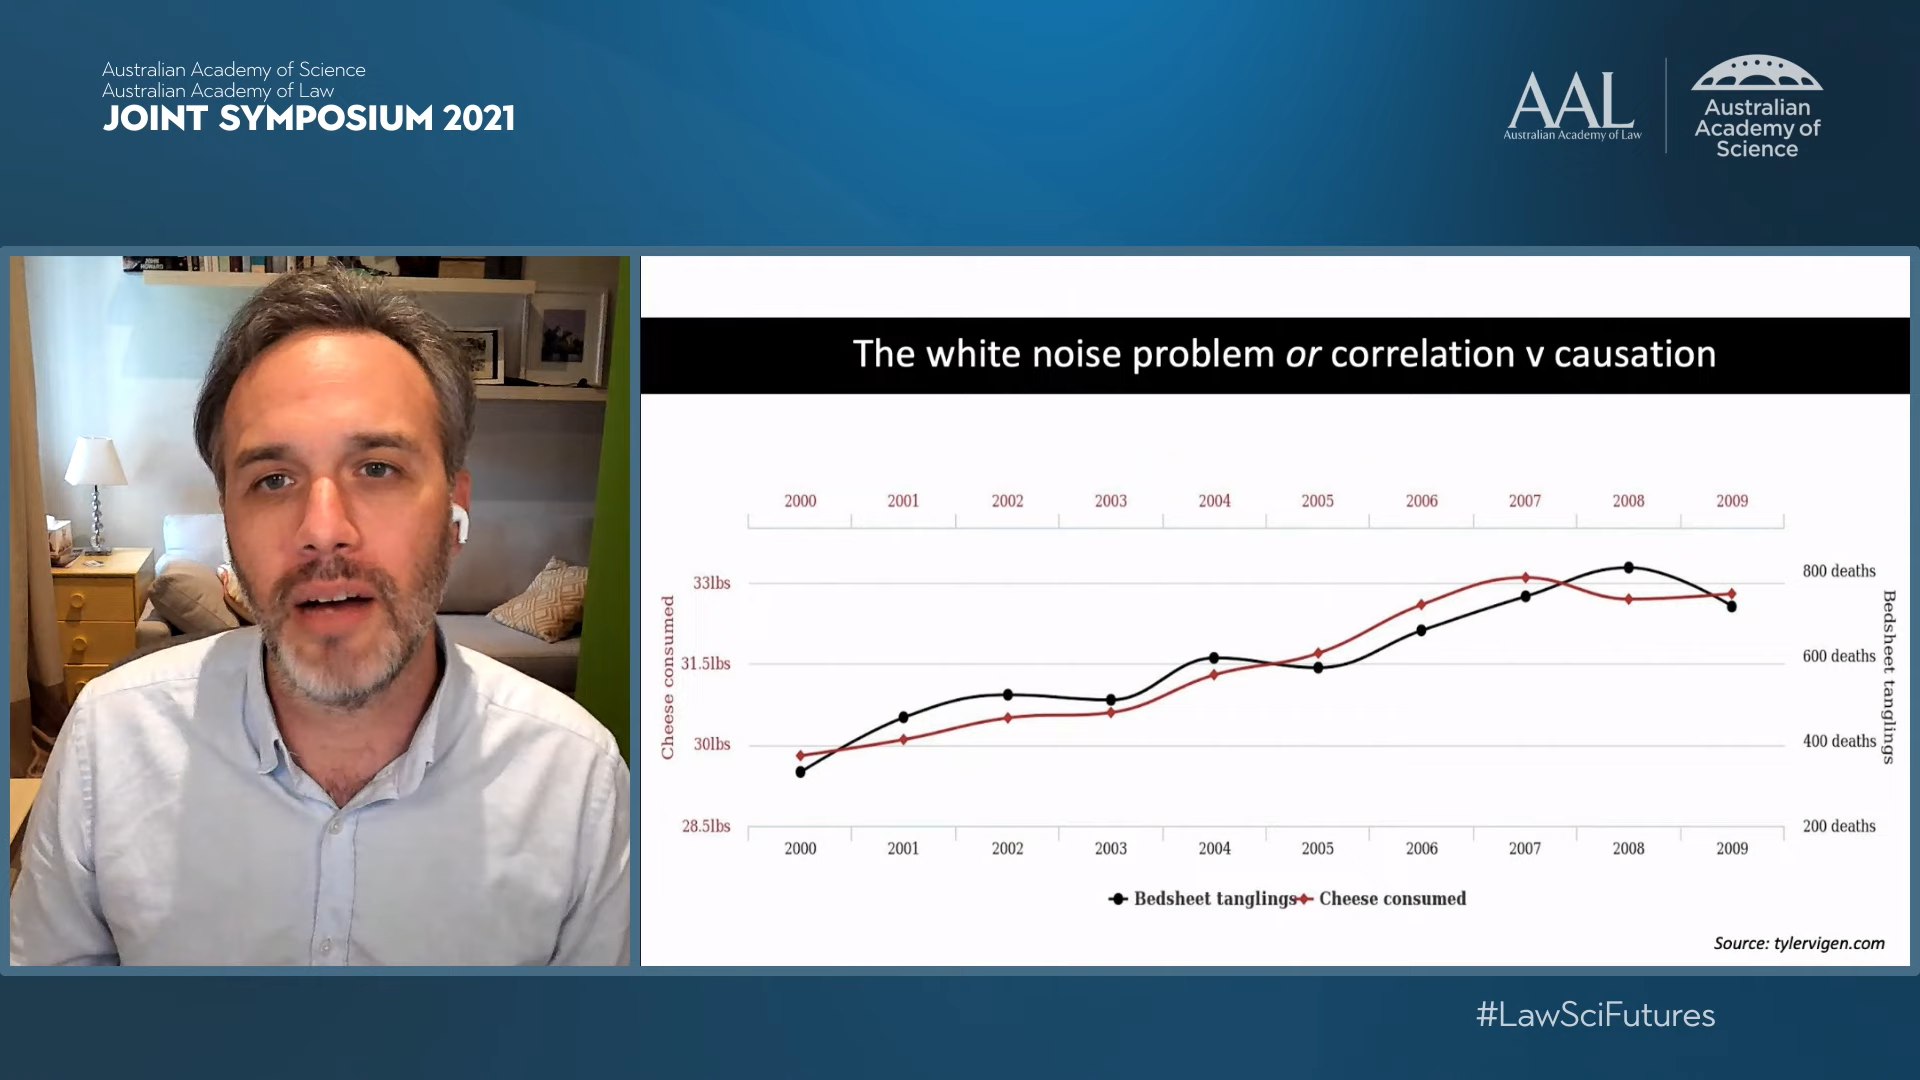 Australian Academy of Science
Australian Academy of Law
JOINT SYMPOSIUM 2021
AAL
Australian Academy of Law
Australian
Academy of
Science
JOHN
HOWARD
The white noise problem or correlation v causation
2000 2001 2002 2003 2004 2005 2006 2007 2008 2009
Cheese consumed
33lbs
31.5lbs
30lbs
28.5lbs
800 deaths
600 deaths
400 deaths
200 deaths
Bedsheet tanglings
2000 2001 2002 2003 2004 2005 2006 2007 2008 2009
Bedsheet tanglings Cheese consumed
Source: tylervigen.com
#LawSciFutures